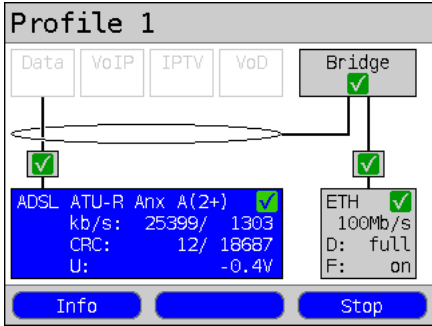 Profile 1
Data VoIP IPTV VoD Bridge
ADSL ATU-R Anx A(2+)
kb/s: 25399/ 1303
CRC: 12/ 18687
U: -0.4V
ETH
100Mb/s
D: full
F: on
Info Stop